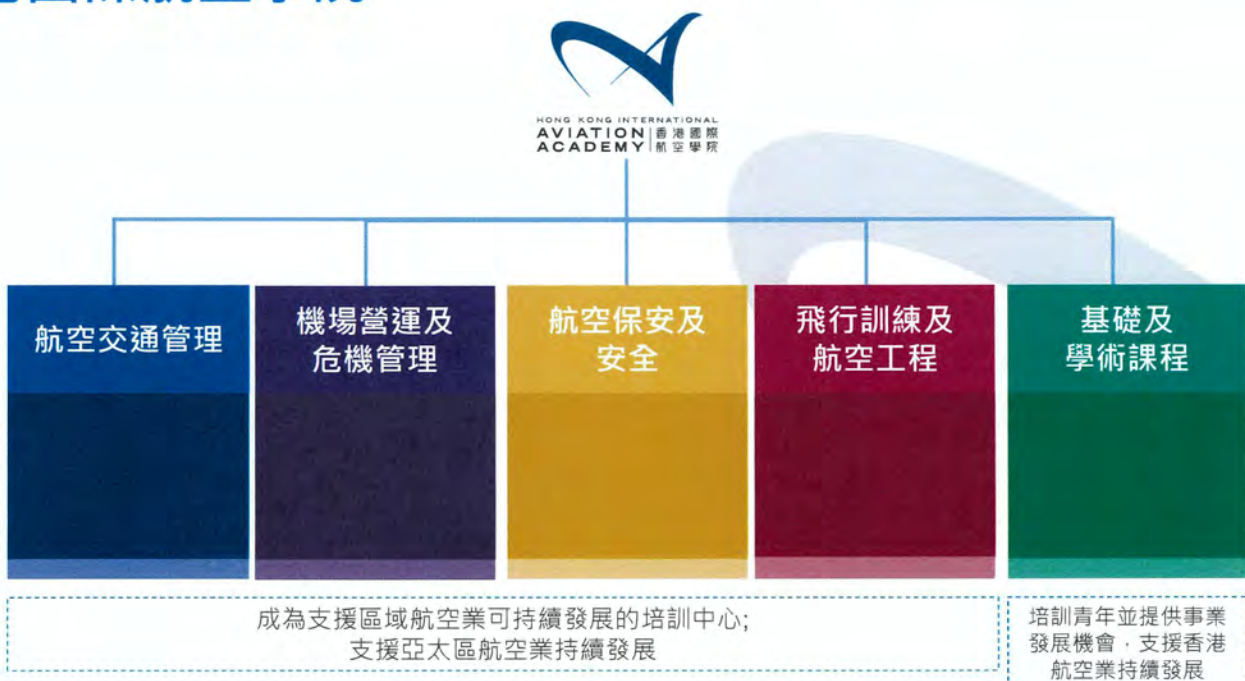 HONG KONG INTERNATIONAL
AVIATION 香港國際
ACADEMY 航空學院
航空交通管理
機場營運及
危機管理
航空保安及
安全
飛行訓練及
航空工程
基礎及
學術課程
成為支援區域航空業可持續發展的培訓中心;
支援亞太區航空業持續發展
培訓青年並提供事業
發展機會，支援香港
航空業持續發展